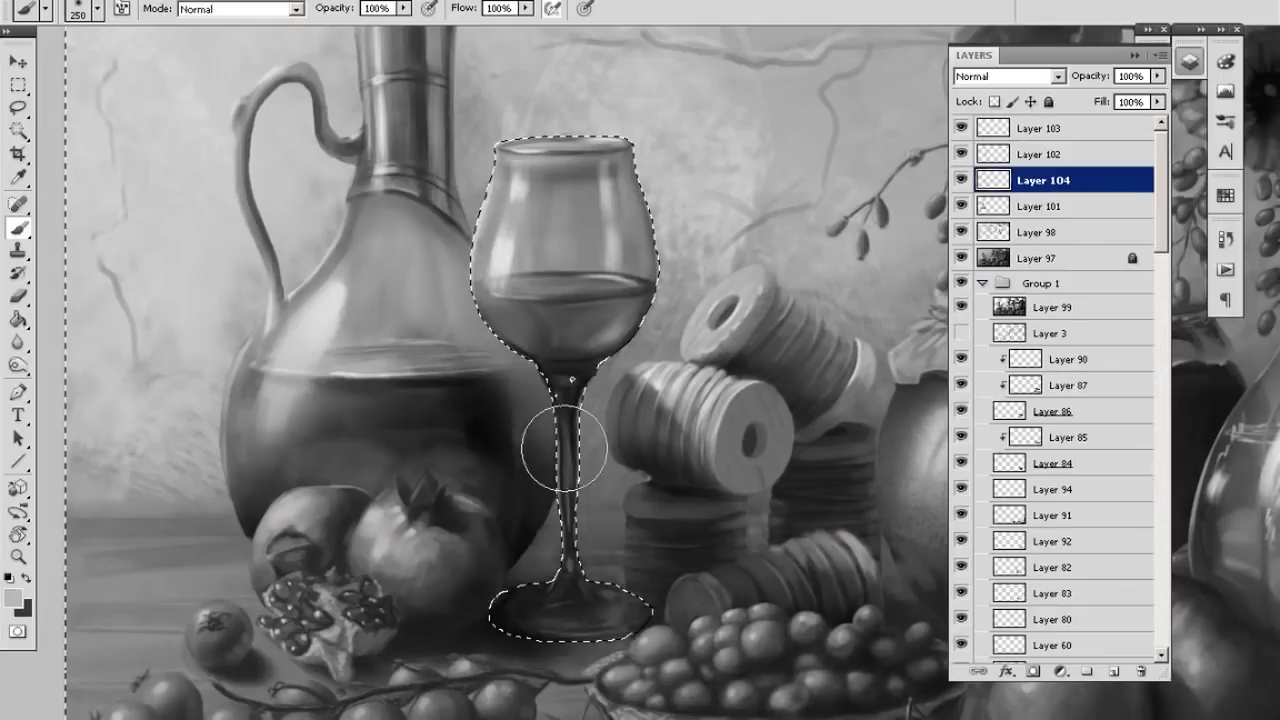 250
Mode: Normal
Opacity: 100%
Flow: 100%
LAYERS
Normal
Opacity: 100%
Lock:
Fill: 100%
Layer 103
Layer 102
Layer 104
Layer 101
Layer 98
Layer 97
Group 1
Layer 99
Layer 3
Layer 90
Layer 87
Layer 86
Layer 85
Layer 84
Layer 94
Layer 91
Layer 92
Layer 82
Layer 83
Layer 80
Layer 60